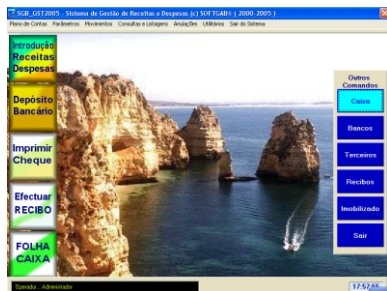 SGB_GST2005 - Sistema de Gestão de Receitas e Despesas (c) SOFTGAB® ( 2000-2005 )
Plano de Contas Parâmetros Movimentos Consultas e Listagens Anulações Utilitários Sair do Sistema
Introdução
Receitas
Despesas
Depósito
Bancário
Imprimir
Cheque
Efectuar
RECIBO
FOLHA
CAIXA
Outros
Comandos
Caixa
Bancos
Terceiros
Recibos
Imobilizado
Sair
Operador... Administrador